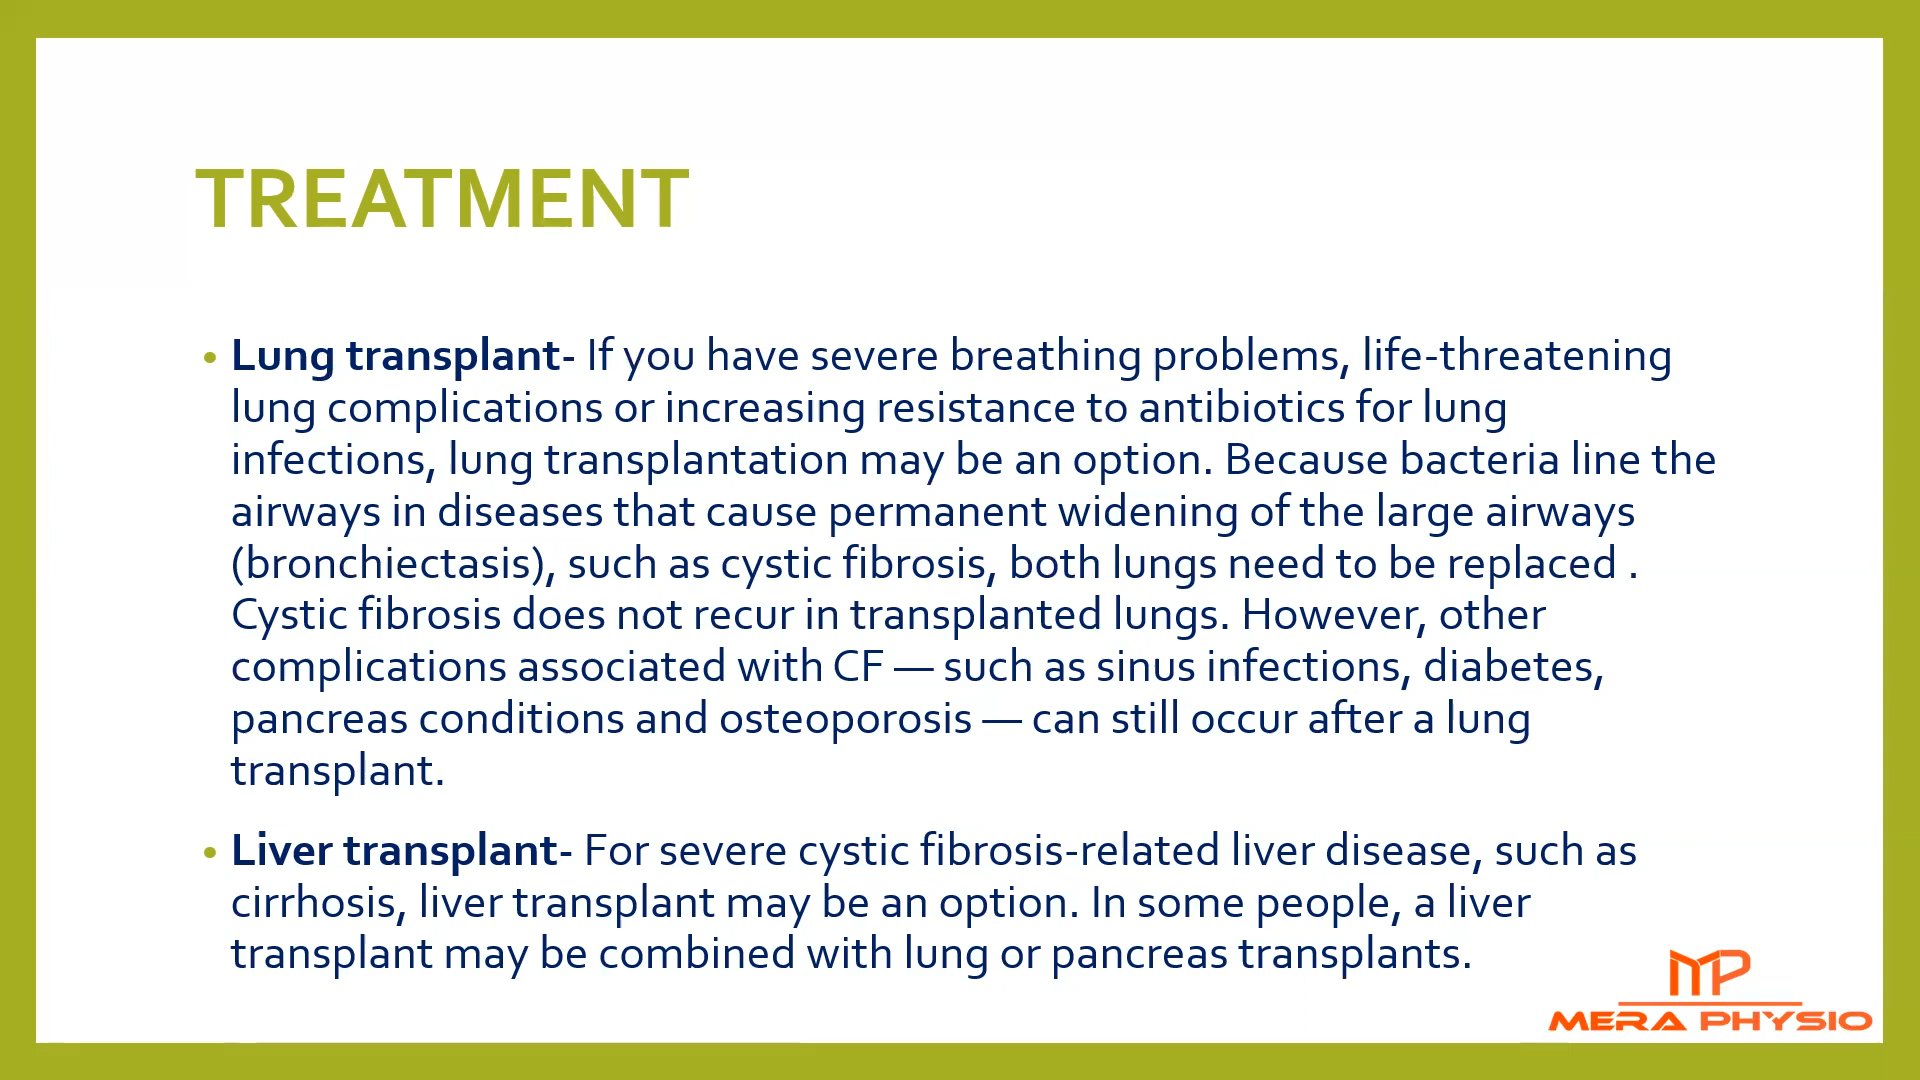 TREATMENT
• Lung transplant- If you have severe breathing problems, life-threatening
lung complications or increasing resistance to antibiotics for lung
infections, lung transplantation may be an option. Because bacteria line the
airways in diseases that cause permanent widening of the large airways
(bronchiectasis), such as cystic fibrosis, both lungs need to be replaced .
Cystic fibrosis does not recur in transplanted lungs. However, other
complications associated with CF — such as sinus infections, diabetes,
pancreas conditions and osteoporosis — can still occur after a lung
transplant.
• Liver transplant- For severe cystic fibrosis-related liver disease, such as
cirrhosis, liver transplant may be an option. In some people, a liver
transplant may be combined with lung or pancreas transplants.
MP
MERA PHYSIO